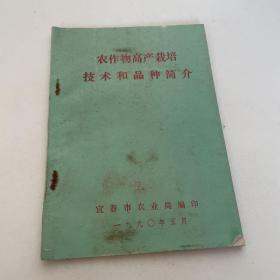 农作物高产栽培
技术和品种简介
宜春市农业局编印
一九九〇年五月